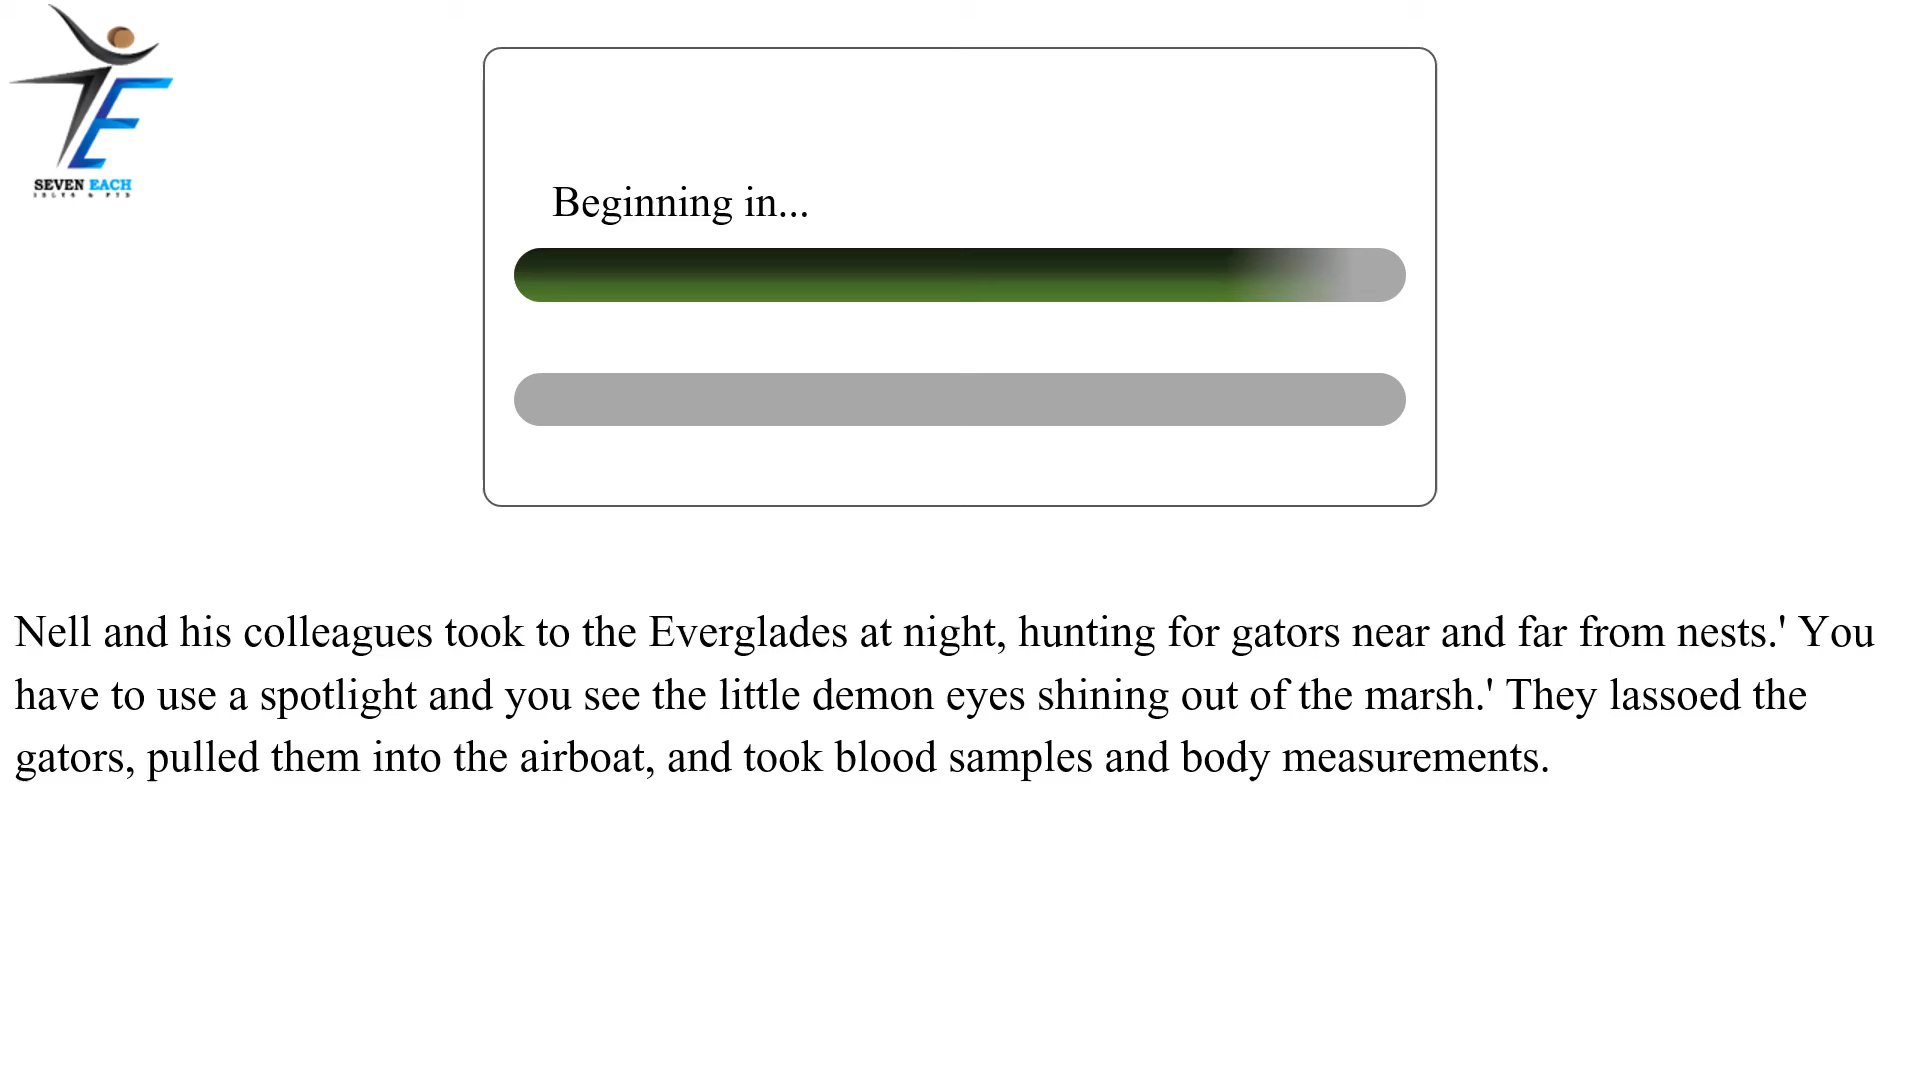 SEVEN EACH
IELTS & PTE
Beginning in...
Nell and his colleagues took to the Everglades at night, hunting for gators near and far from nests.' You
have to use a spotlight and you see the little demon eyes shining out of the marsh.' They lassoed the
gators, pulled them into the airboat, and took blood samples and body measurements.